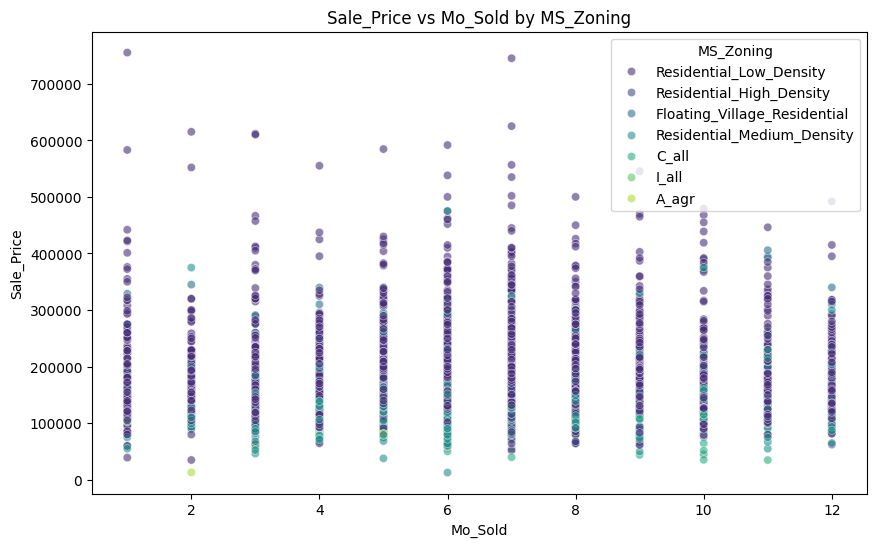 Sale_Price vs Mo_Sold by MS_Zoning
MS_Zoning
Residential_Low_Density
Residential_High_Density
Floating_Village_Residential
Residential_Medium_Density
C_all
I_all
A_agr
Sale_Price
700000
600000
500000
400000
300000
200000
100000
0
2 4 6 8 10 12
Mo_Sold